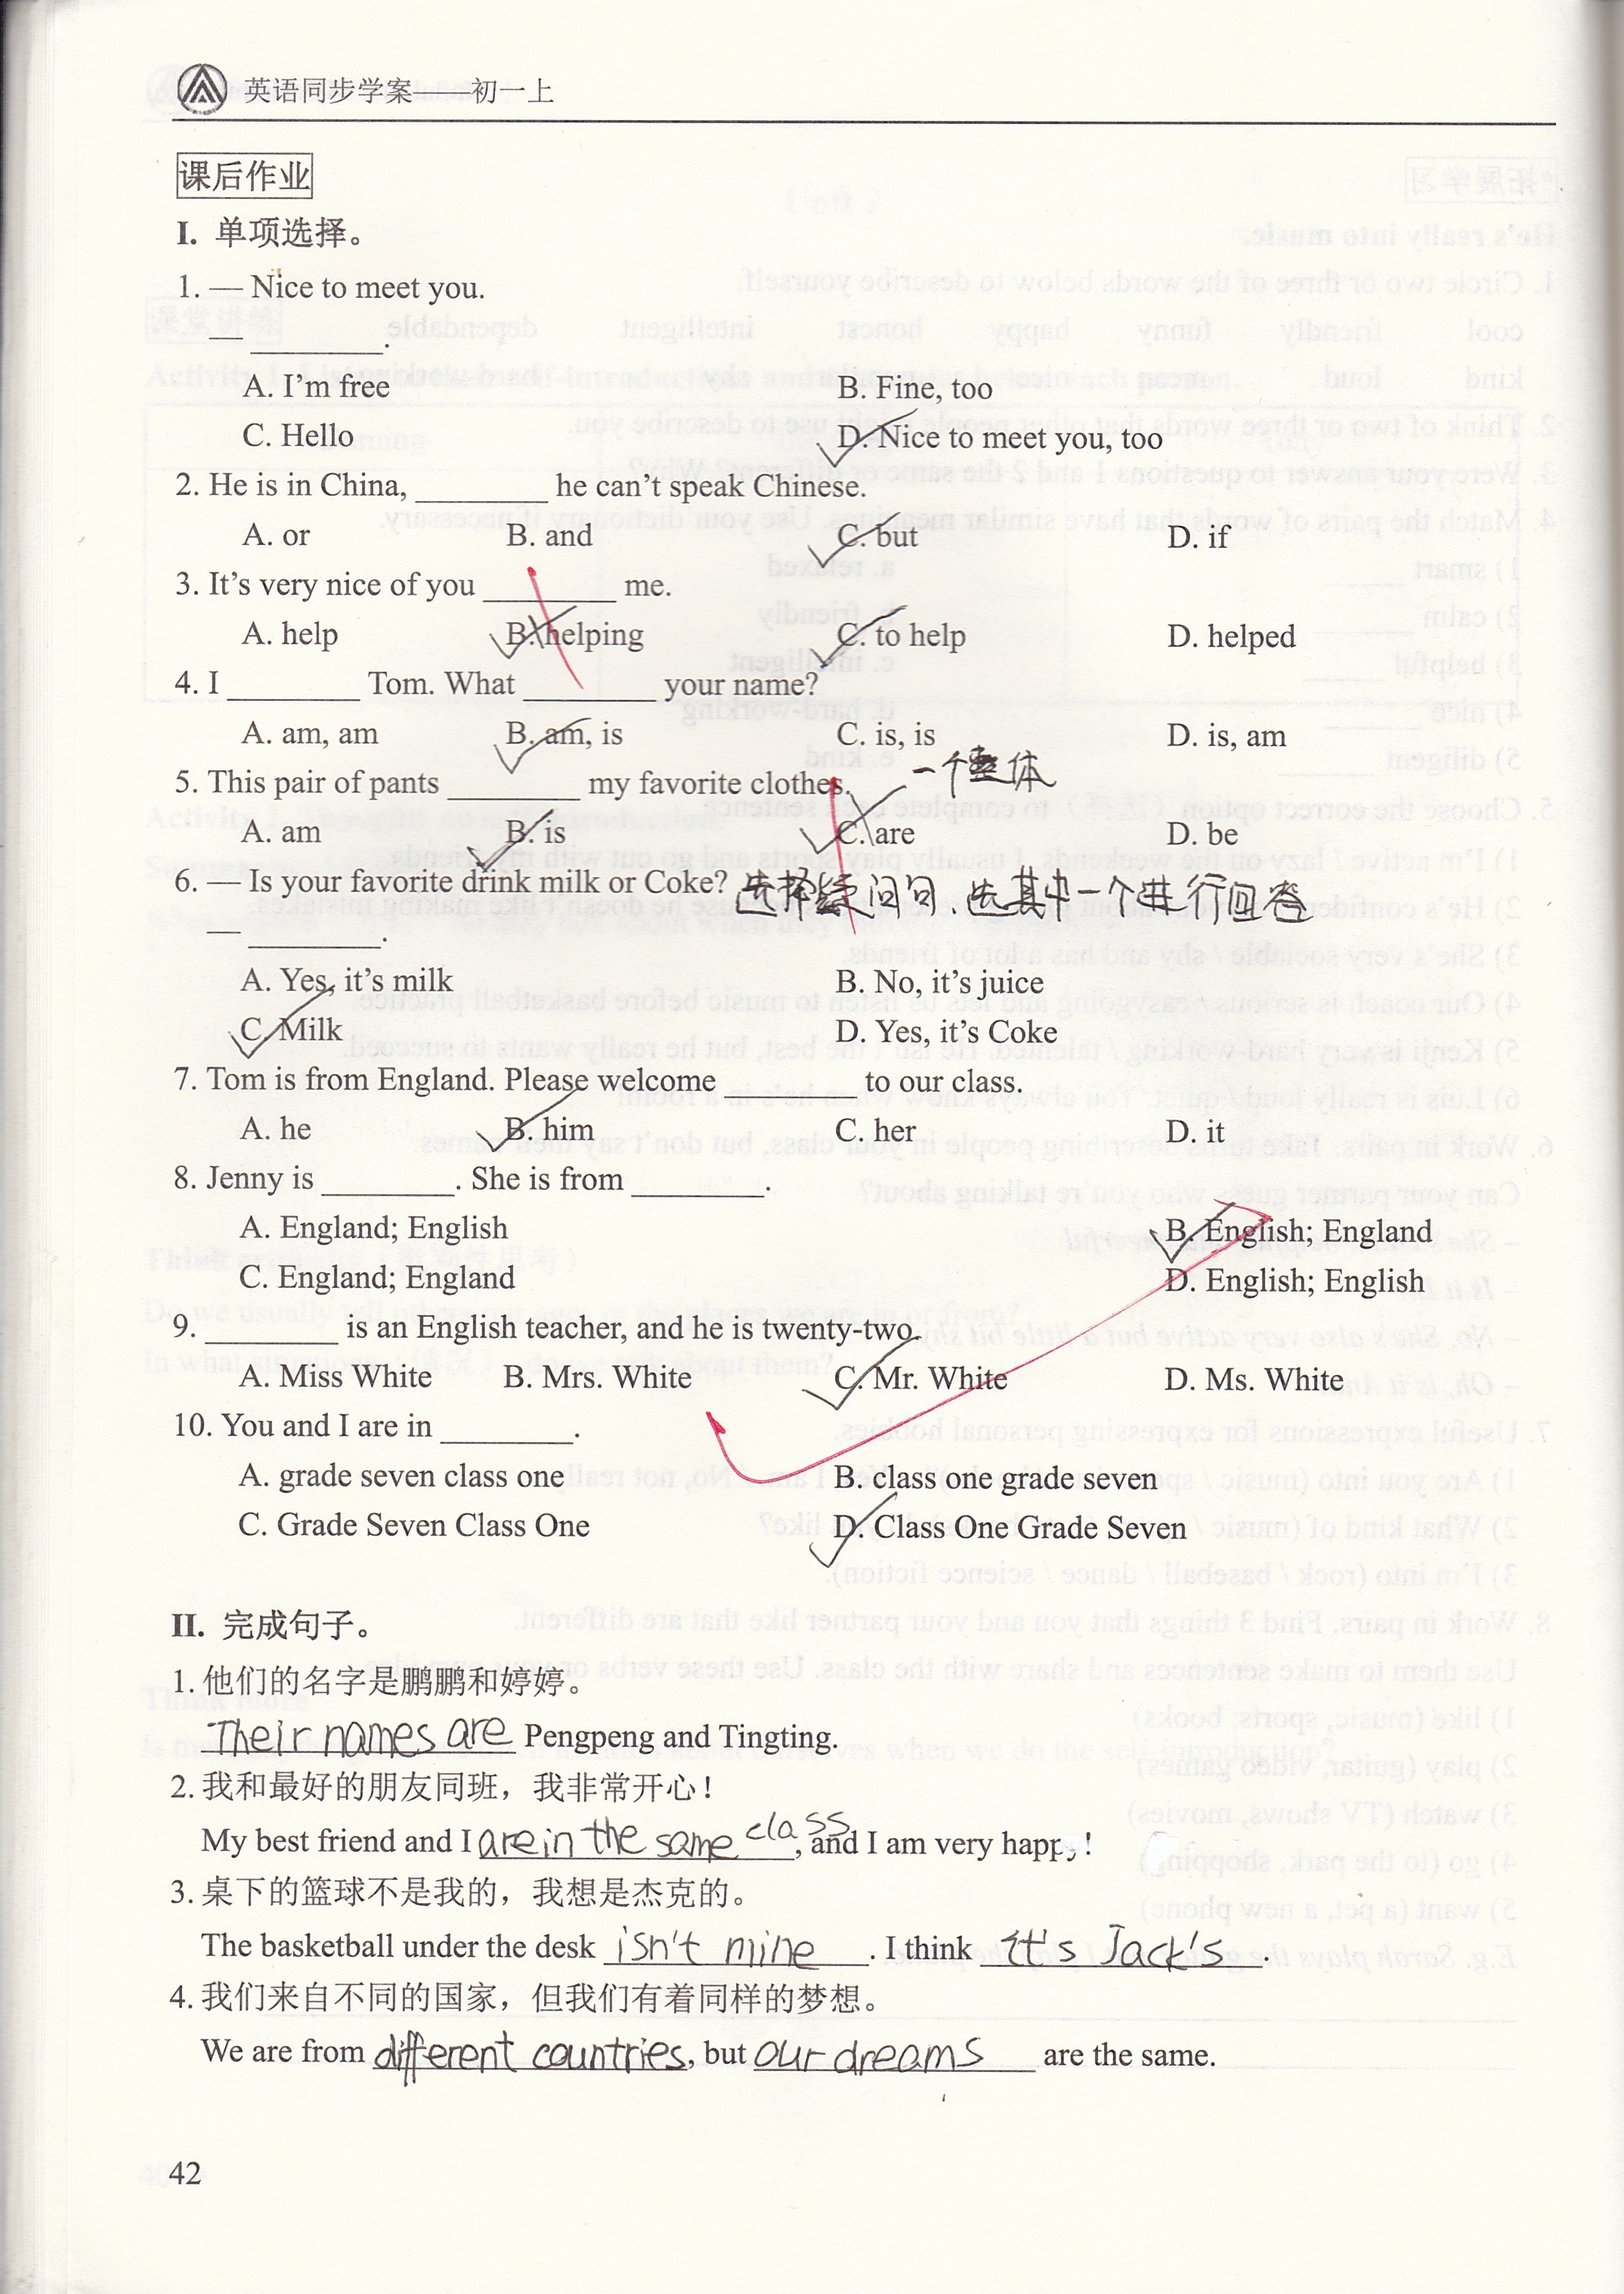 英语同步学案——初一上
课后作业
I. 单项选择。
1. — Nice to meet you.
— ________.
A. I'm free B. Fine, too
C. Hello D. Nice to meet you, too
2. He is in China, ________ he can't speak Chinese.
A. or B. and C. but D. if
3. It's very nice of you ________ me.
A. help B. helping C. to help D. helped
4. I ________ Tom. What ________ your name?
A. am, am B. am, is C. is, is D. is, am
5. This pair of pants ________ my favorite clothes. 一个整体
A. am B. is C. are D. be
6. — Is your favorite drink milk or Coke? 选择疑问句、选其中一个进行回答
— ________.
A. Yes, it's milk B. No, it's juice
C. Milk D. Yes, it's Coke
7. Tom is from England. Please welcome ________ to our class.
A. he B. him C. her D. it
8. Jenny is ________. She is from ________.
A. England; English B. English; England
C. England; England D. English; English
9. ________ is an English teacher, and he is twenty-two.
A. Miss White B. Mrs. White C. Mr. White D. Ms. White
10. You and I are in ________.
A. grade seven class one B. class one grade seven
C. Grade Seven Class One D. Class One Grade Seven
II. 完成句子。
1. 他们的名字是鹏鹏和婷婷。
Their names are Pengpeng and Tingting.
2. 我和最好的朋友同班，我非常开心！
My best friend and I are in the same class, and I am very happy!
3. 桌下的篮球不是我的，我想是杰克的。
The basketball under the desk isn't mine. I think it's Jack's.
4. 我们来自不同的国家，但我们有着同样的梦想。
We are from different countries, but our dreams are the same.
42